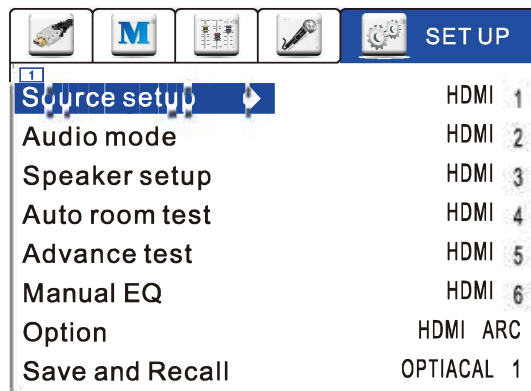 M
SET UP
1
Source setup HDMI 1
Audio mode HDMI 2
Speaker setup HDMI 3
Auto room test HDMI 4
Advance test HDMI 5
Manual EQ HDMI 6
Option HDMI ARC
Save and Recall OPTIACAL 1